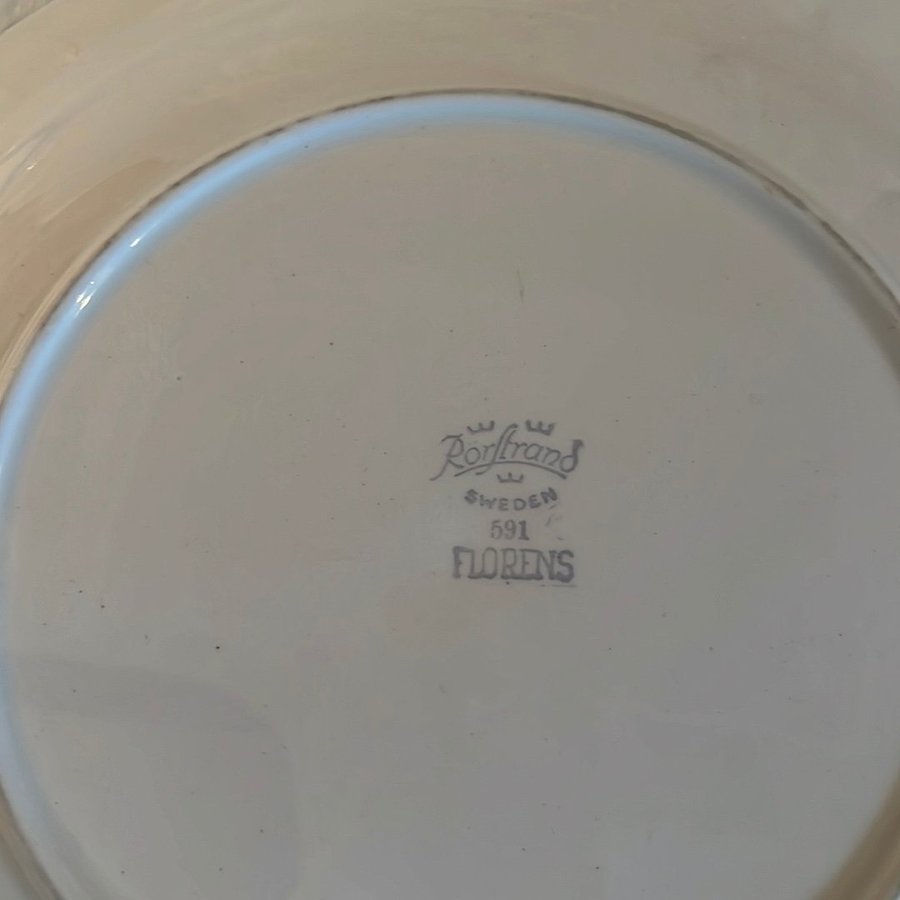 Rörstrand
SWEDEN
591
FLORENS